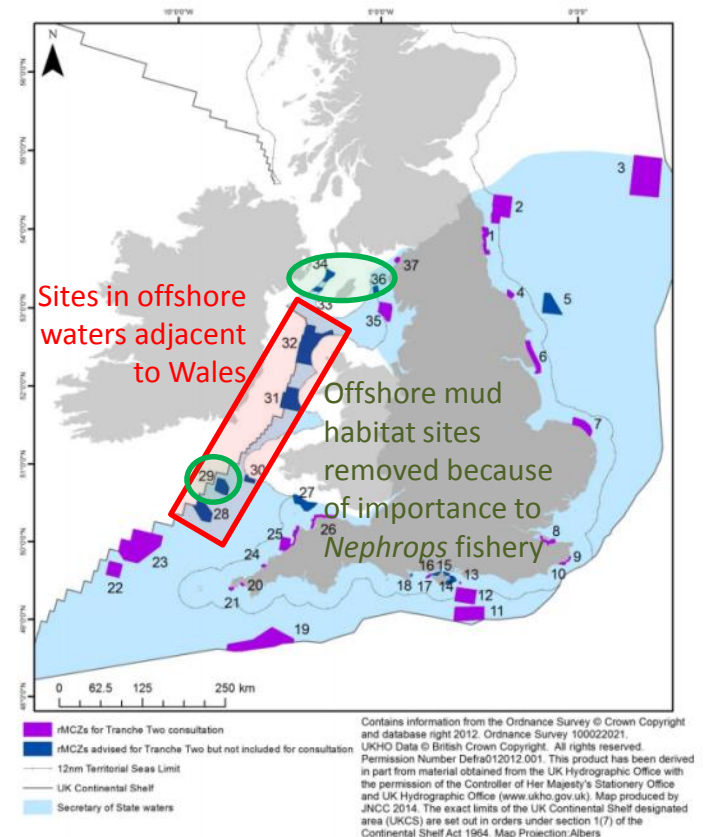 N
3
2
1
34
36
37
33
4
5
35
Sites in offshore
waters adjacent
to Wales
32
6
31
Offshore mud
habitat sites
removed because
of importance to
Nephrops fishery
7
29
30
27
28
26
25
8
23
24
9
22
20
21
16 15
13
10
18
17
14
12
11
19
0 62.5 125 250 km
rMCZs for Tranche Two consultation
rMCZs advised for Tranche Two but not included for consultation
12nm Territorial Seas Limit
UK Continental Shelf
Secretary of State waters
Contains information from the Ordnance Survey © Crown Copyright
and database right 2012. Ordnance Survey 100022021.
UKHO Data © British Crown Copyright. All rights reserved.
Permission Number Defra012012.001. This product has been derived
in part from material obtained from the UK Hydrographic Office with
the permission of the Controller of Her Majesty's Stationery Office
and UK Hydrographic Office (www.ukho.gov.uk). Map produced by
JNCC 2014. The exact limits of the UK Continental Shelf designated
area (UKCS) are set out in orders under section 1(7) of the
Continental Shelf Act 1964. Map Projection:Albers